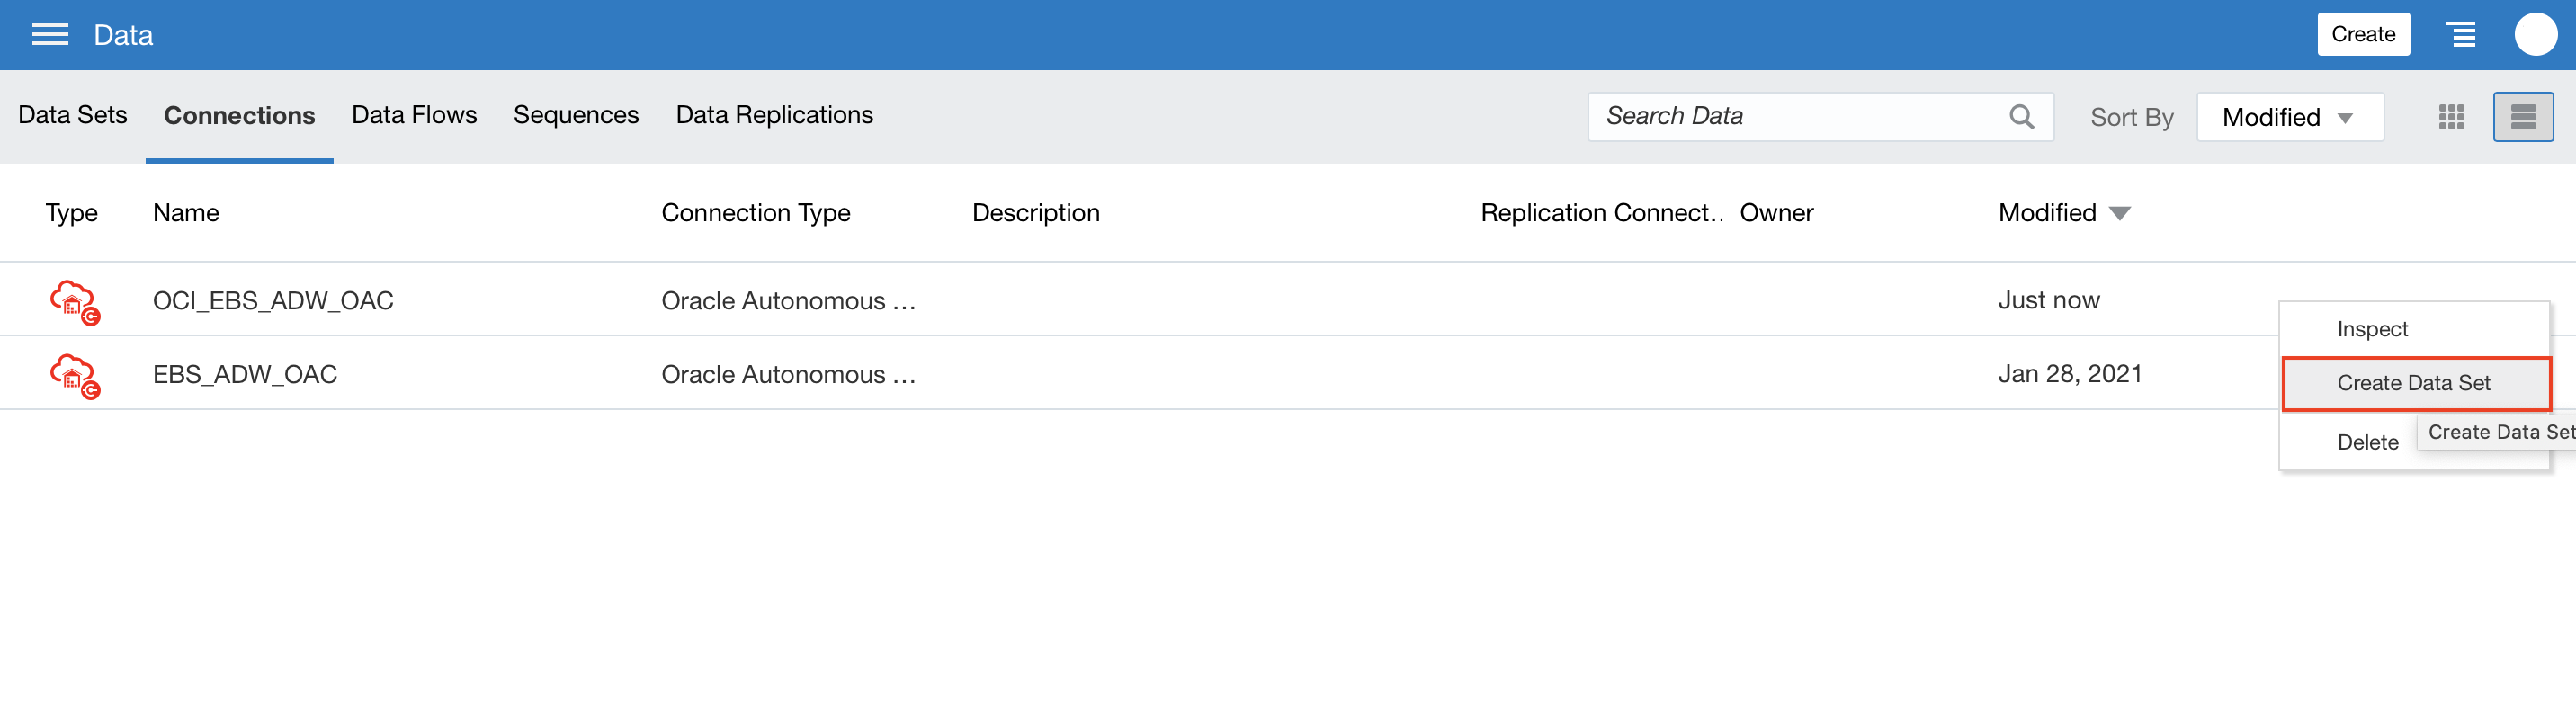 Data
Create
Data Sets Connections Data Flows Sequences Data Replications Search Data Sort By Modified
Type Name Connection Type Description Replication Connect.. Owner Modified
OCI_EBS_ADW_OAC Oracle Autonomous ... Just now
EBS_ADW_OAC Oracle Autonomous ... Jan 28, 2021
Inspect
Create Data Set
Create Data Set
Delete